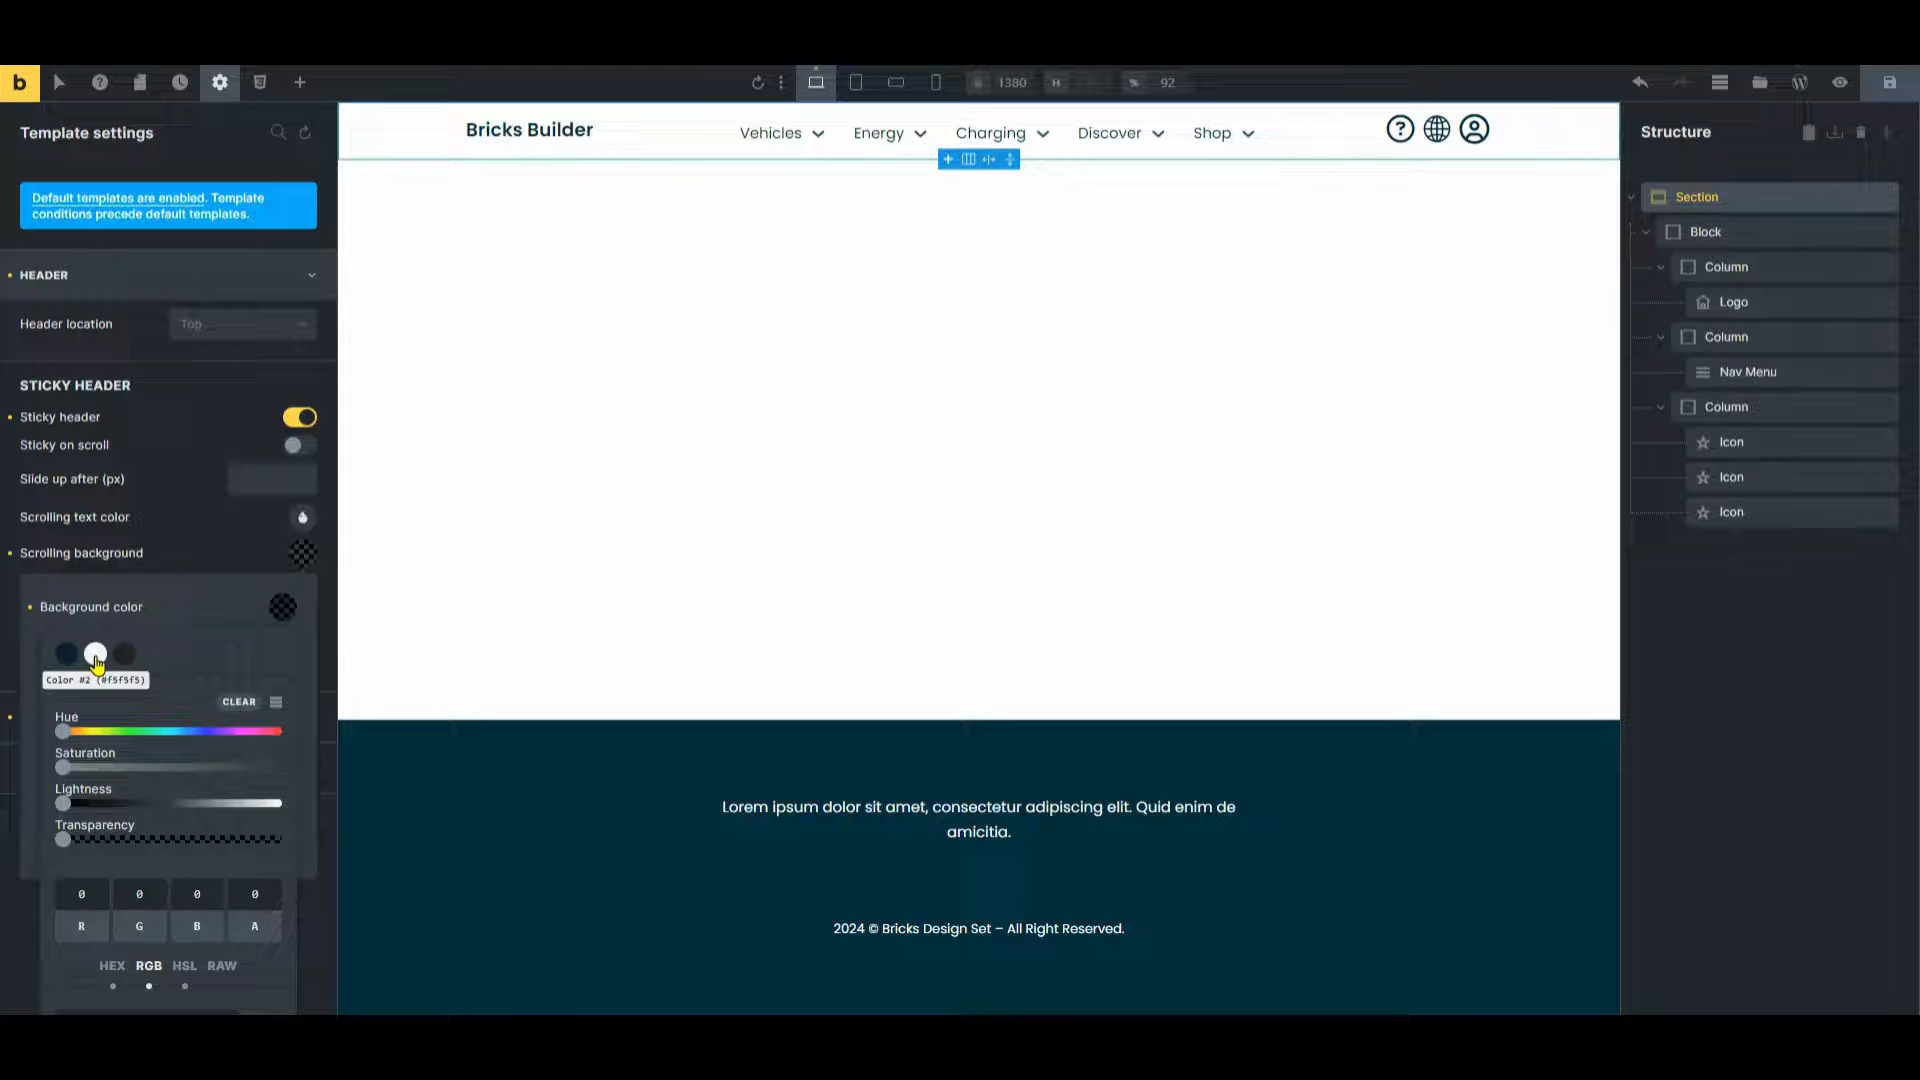 b
1380
H
%
92
Template settings
Default templates are enabled. Template
conditions precede default templates.
HEADER
Header location
Top
STICKY HEADER
Sticky header
Sticky on scroll
Slide up after (px)
Scrolling text color
Scrolling background
Background color
Color #2 (#f5f5f5)
CLEAR
Hue
Saturation
Lightness
Transparency
0 0 0 0
R G B A
HEX RGB HSL RAW
Bricks Builder
Vehicles Energy Charging Discover Shop
Lorem ipsum dolor sit amet, consectetur adipiscing elit. Quid enim de
amicitia.
2024 © Bricks Design Set – All Right Reserved.
Structure
Section
Block
Column
Logo
Column
Nav Menu
Column
Icon
Icon
Icon